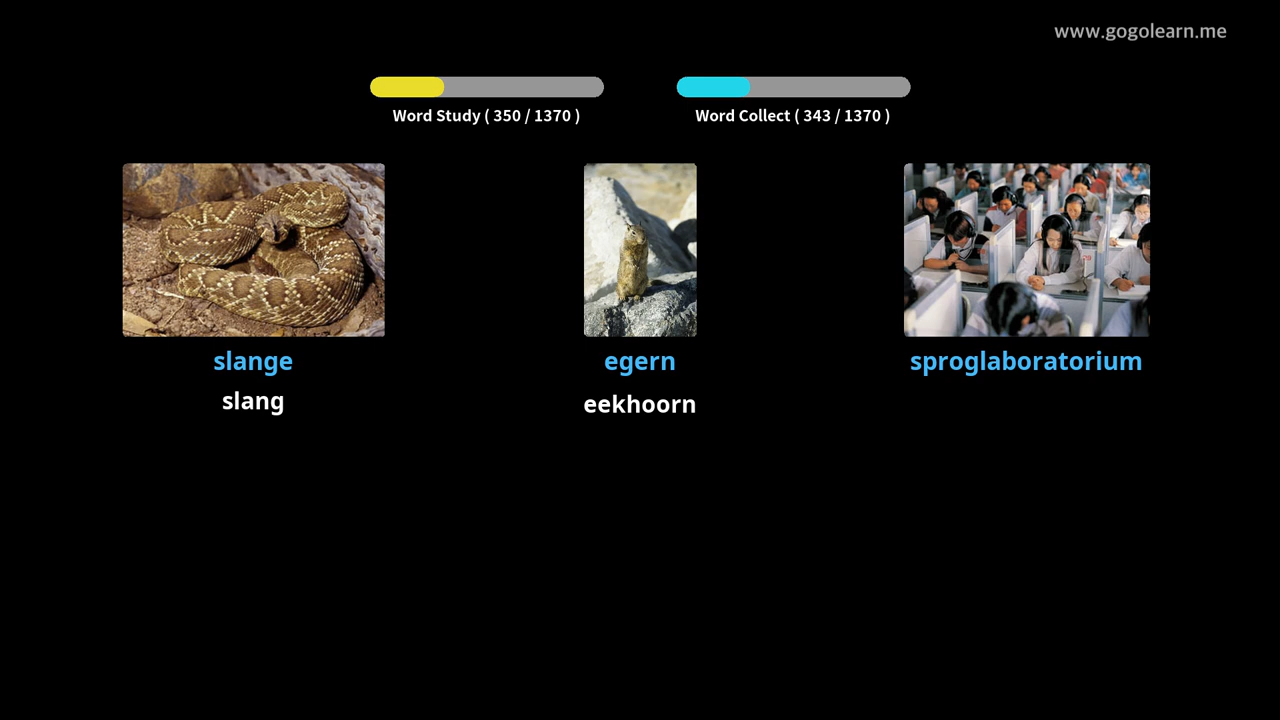 www.gogolearn.me
Word Study ( 350 / 1370 )
Word Collect ( 343 / 1370 )
slange
egern
sproglaboratorium
slang
eekhoorn